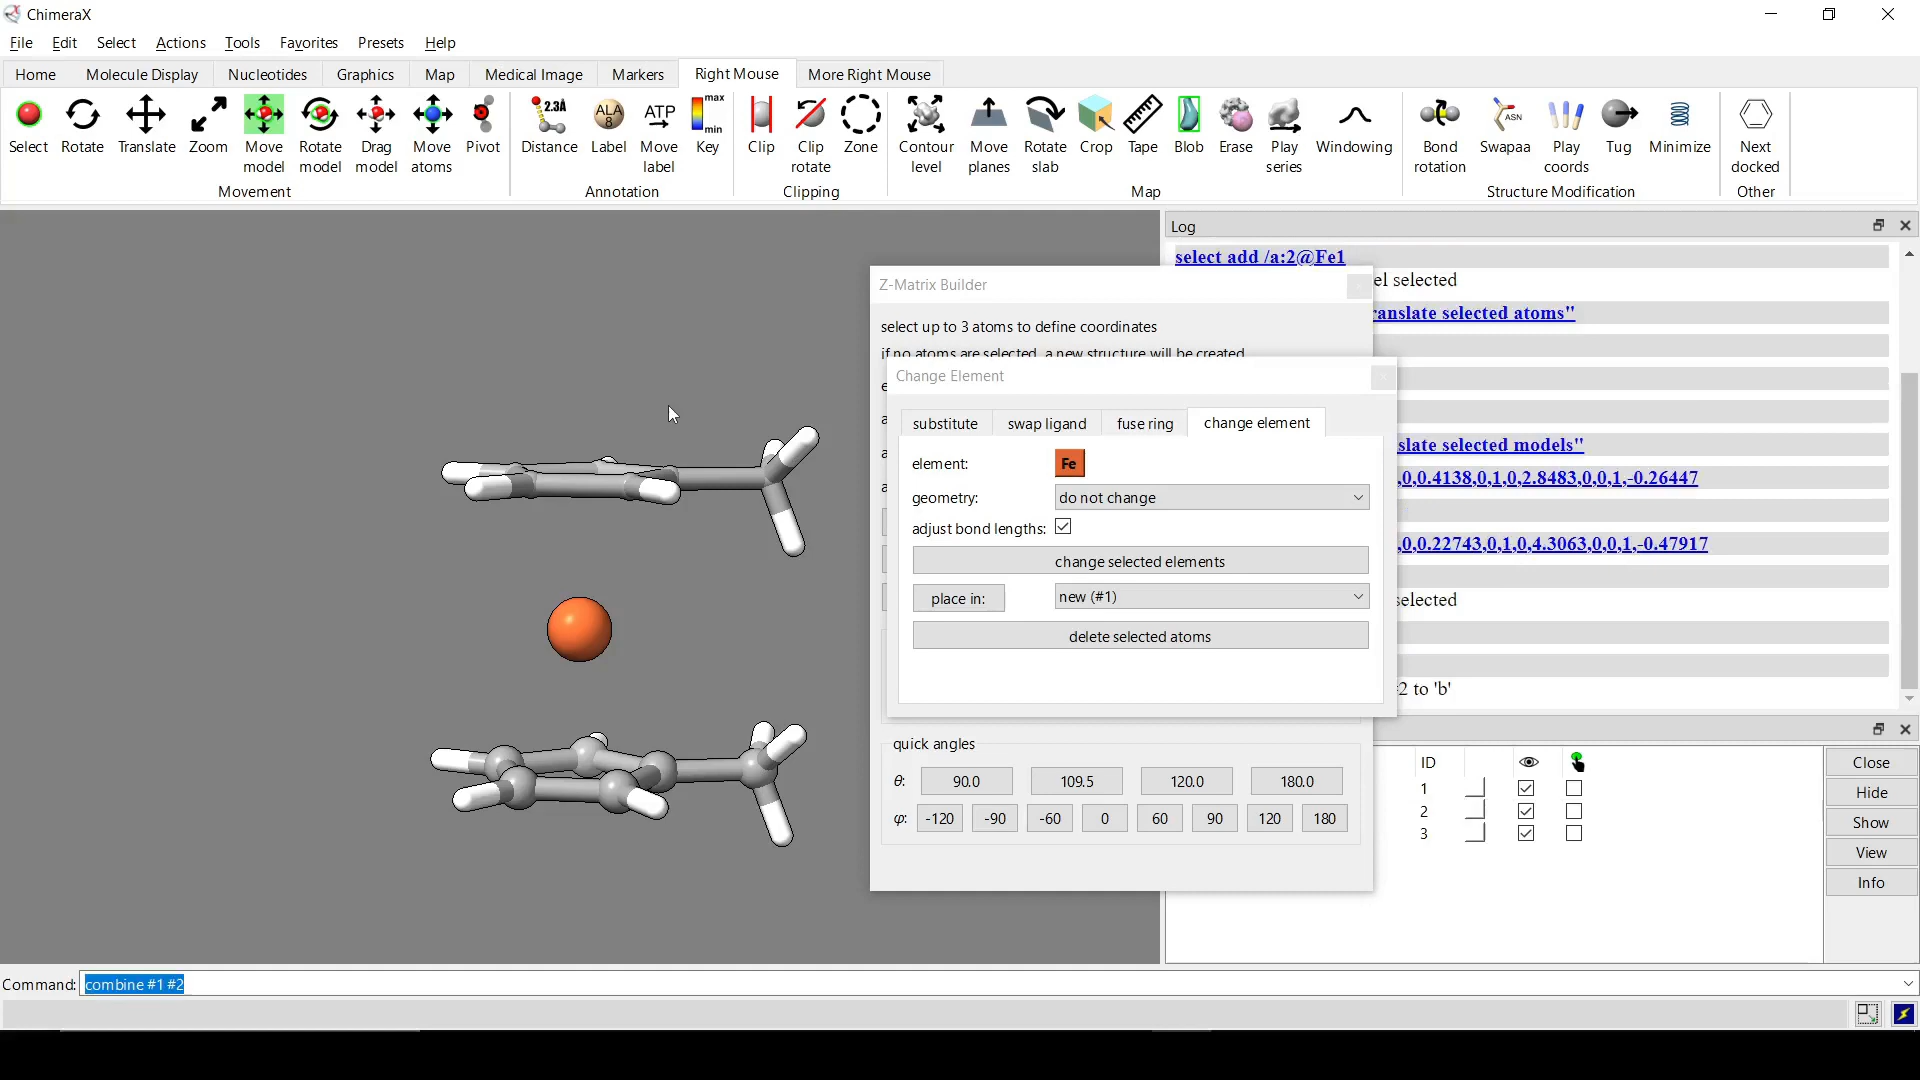 ChimeraX
File Edit Select Actions Tools Favorites Presets Help
Home Molecule Display Nucleotides Graphics Map Medical Image Markers Right Mouse More Right Mouse
2.3Å ALA 8 ATP max min ASN
Select Rotate Translate Zoom Move model Rotate model Drag model Move atoms Pivot Distance Label Move label Key Clip Clip rotate Zone Contour level Move planes Rotate slab Crop Tape Blob Erase Play series Windowing Bond rotation Swapaa Play coords Tug Minimize Next docked
Movement Annotation Clipping Map Structure Modification Other
Log
select add /a:2@Fe1
el selected
ranslate selected atoms"
slate selected models"
,0,0.4138,0,1,0,2.8483,0,0,1,-0.26447
,0,0.22743,0,1,0,4.3063,0,0,1,-0.47917
selected
2 to 'b'
Z-Matrix Builder
select up to 3 atoms to define coordinates
if no atoms are selected, a new structure will be created
Change Element
substitute swap ligand fuse ring change element
element: Fe
geometry: do not change
adjust bond lengths:
change selected elements
place in: new (#1)
delete selected atoms
quick angles
θ: 90.0 109.5 120.0 180.0
φ: -120 -90 -60 0 60 90 120 180
ID
1
2
3
Close
Hide
Show
View
Info
Command: combine #1 #2